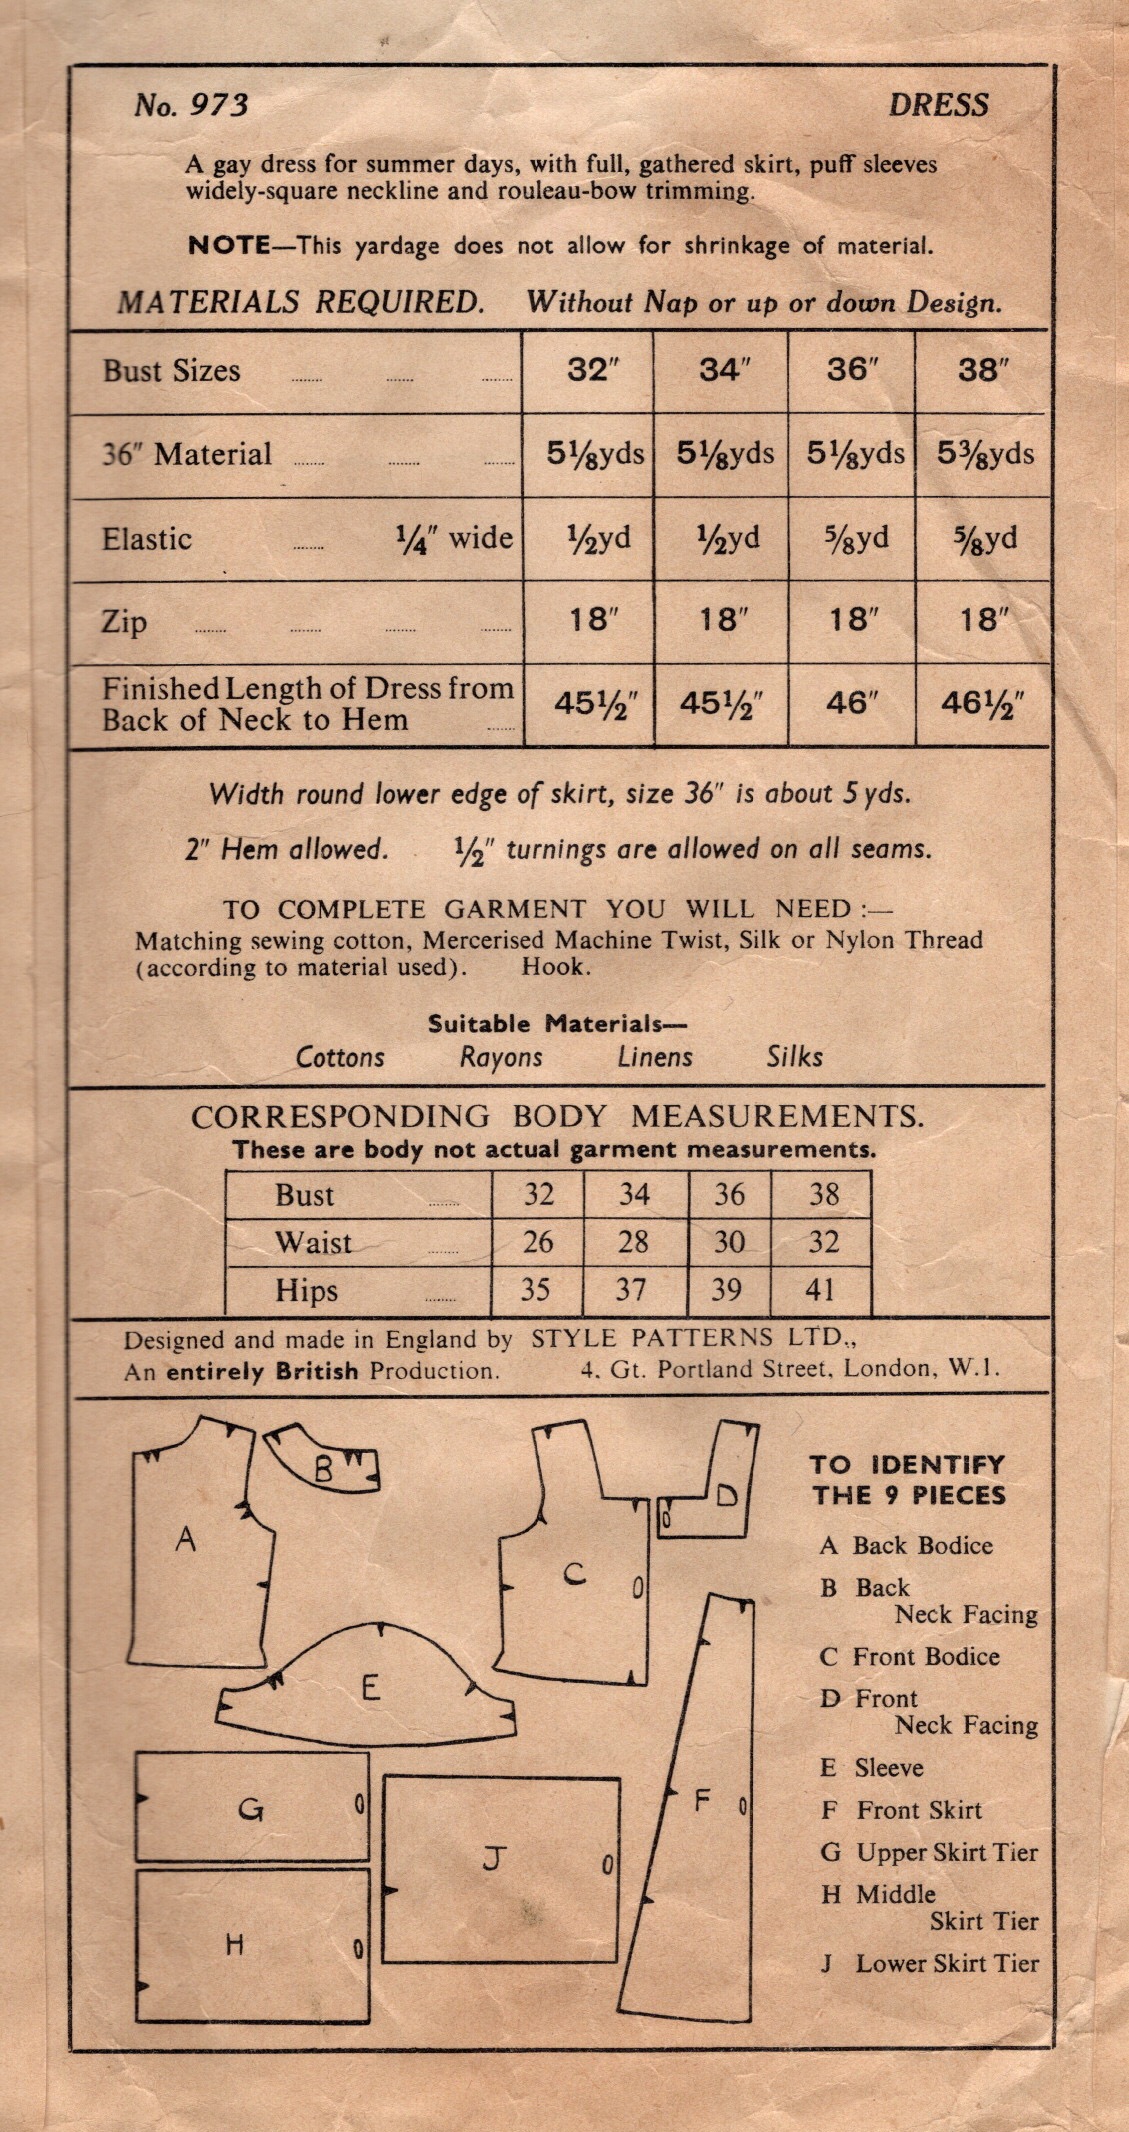 No. 973 DRESS
A gay dress for summer days, with full, gathered skirt, puff sleeves
widely-square neckline and rouleau-bow trimming.
NOTE—This yardage does not allow for shrinkage of material.
MATERIALS REQUIRED. Without Nap or up or down Design.
Bust Sizes ...... ...... ...... 32″ 34″ 36″ 38″
36″ Material ...... ...... ...... 5⅛yds 5⅛yds 5⅛yds 5⅜yds
Elastic ...... ¼″ wide ½yd ½yd ⅝yd ⅝yd
Zip ...... ...... ...... ...... 18″ 18″ 18″ 18″
Finished Length of Dress from
Back of Neck to Hem ...... 45½″ 45½″ 46″ 46½″
Width round lower edge of skirt, size 36″ is about 5 yds.
2″ Hem allowed. ½″ turnings are allowed on all seams.
TO COMPLETE GARMENT YOU WILL NEED :—
Matching sewing cotton, Mercerised Machine Twist, Silk or Nylon Thread
(according to material used). Hook.
Suitable Materials—
Cottons Rayons Linens Silks
CORRESPONDING BODY MEASUREMENTS.
These are body not actual garment measurements.
Bust ...... 32 34 36 38
Waist ...... 26 28 30 32
Hips ...... 35 37 39 41
Designed and made in England by STYLE PATTERNS LTD.,
An entirely British Production. 4. Gt. Portland Street, London, W.1.
A
B
C
D
E
F
G
H
J
TO IDENTIFY
THE 9 PIECES
A Back Bodice
B Back
Neck Facing
C Front Bodice
D Front
Neck Facing
E Sleeve
F Front Skirt
G Upper Skirt Tier
H Middle
Skirt Tier
J Lower Skirt Tier